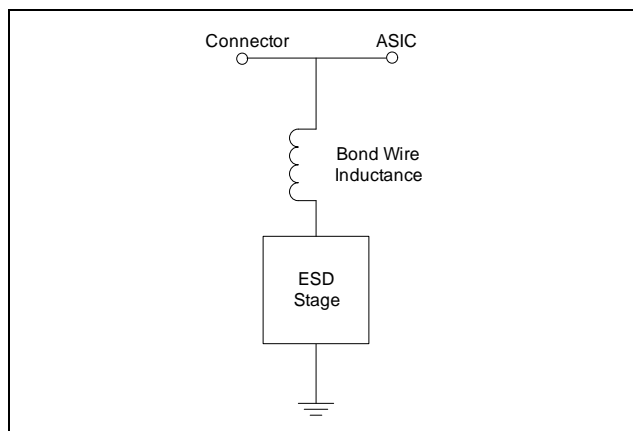 Connector
ASIC
Bond Wire
Inductance
ESD
Stage